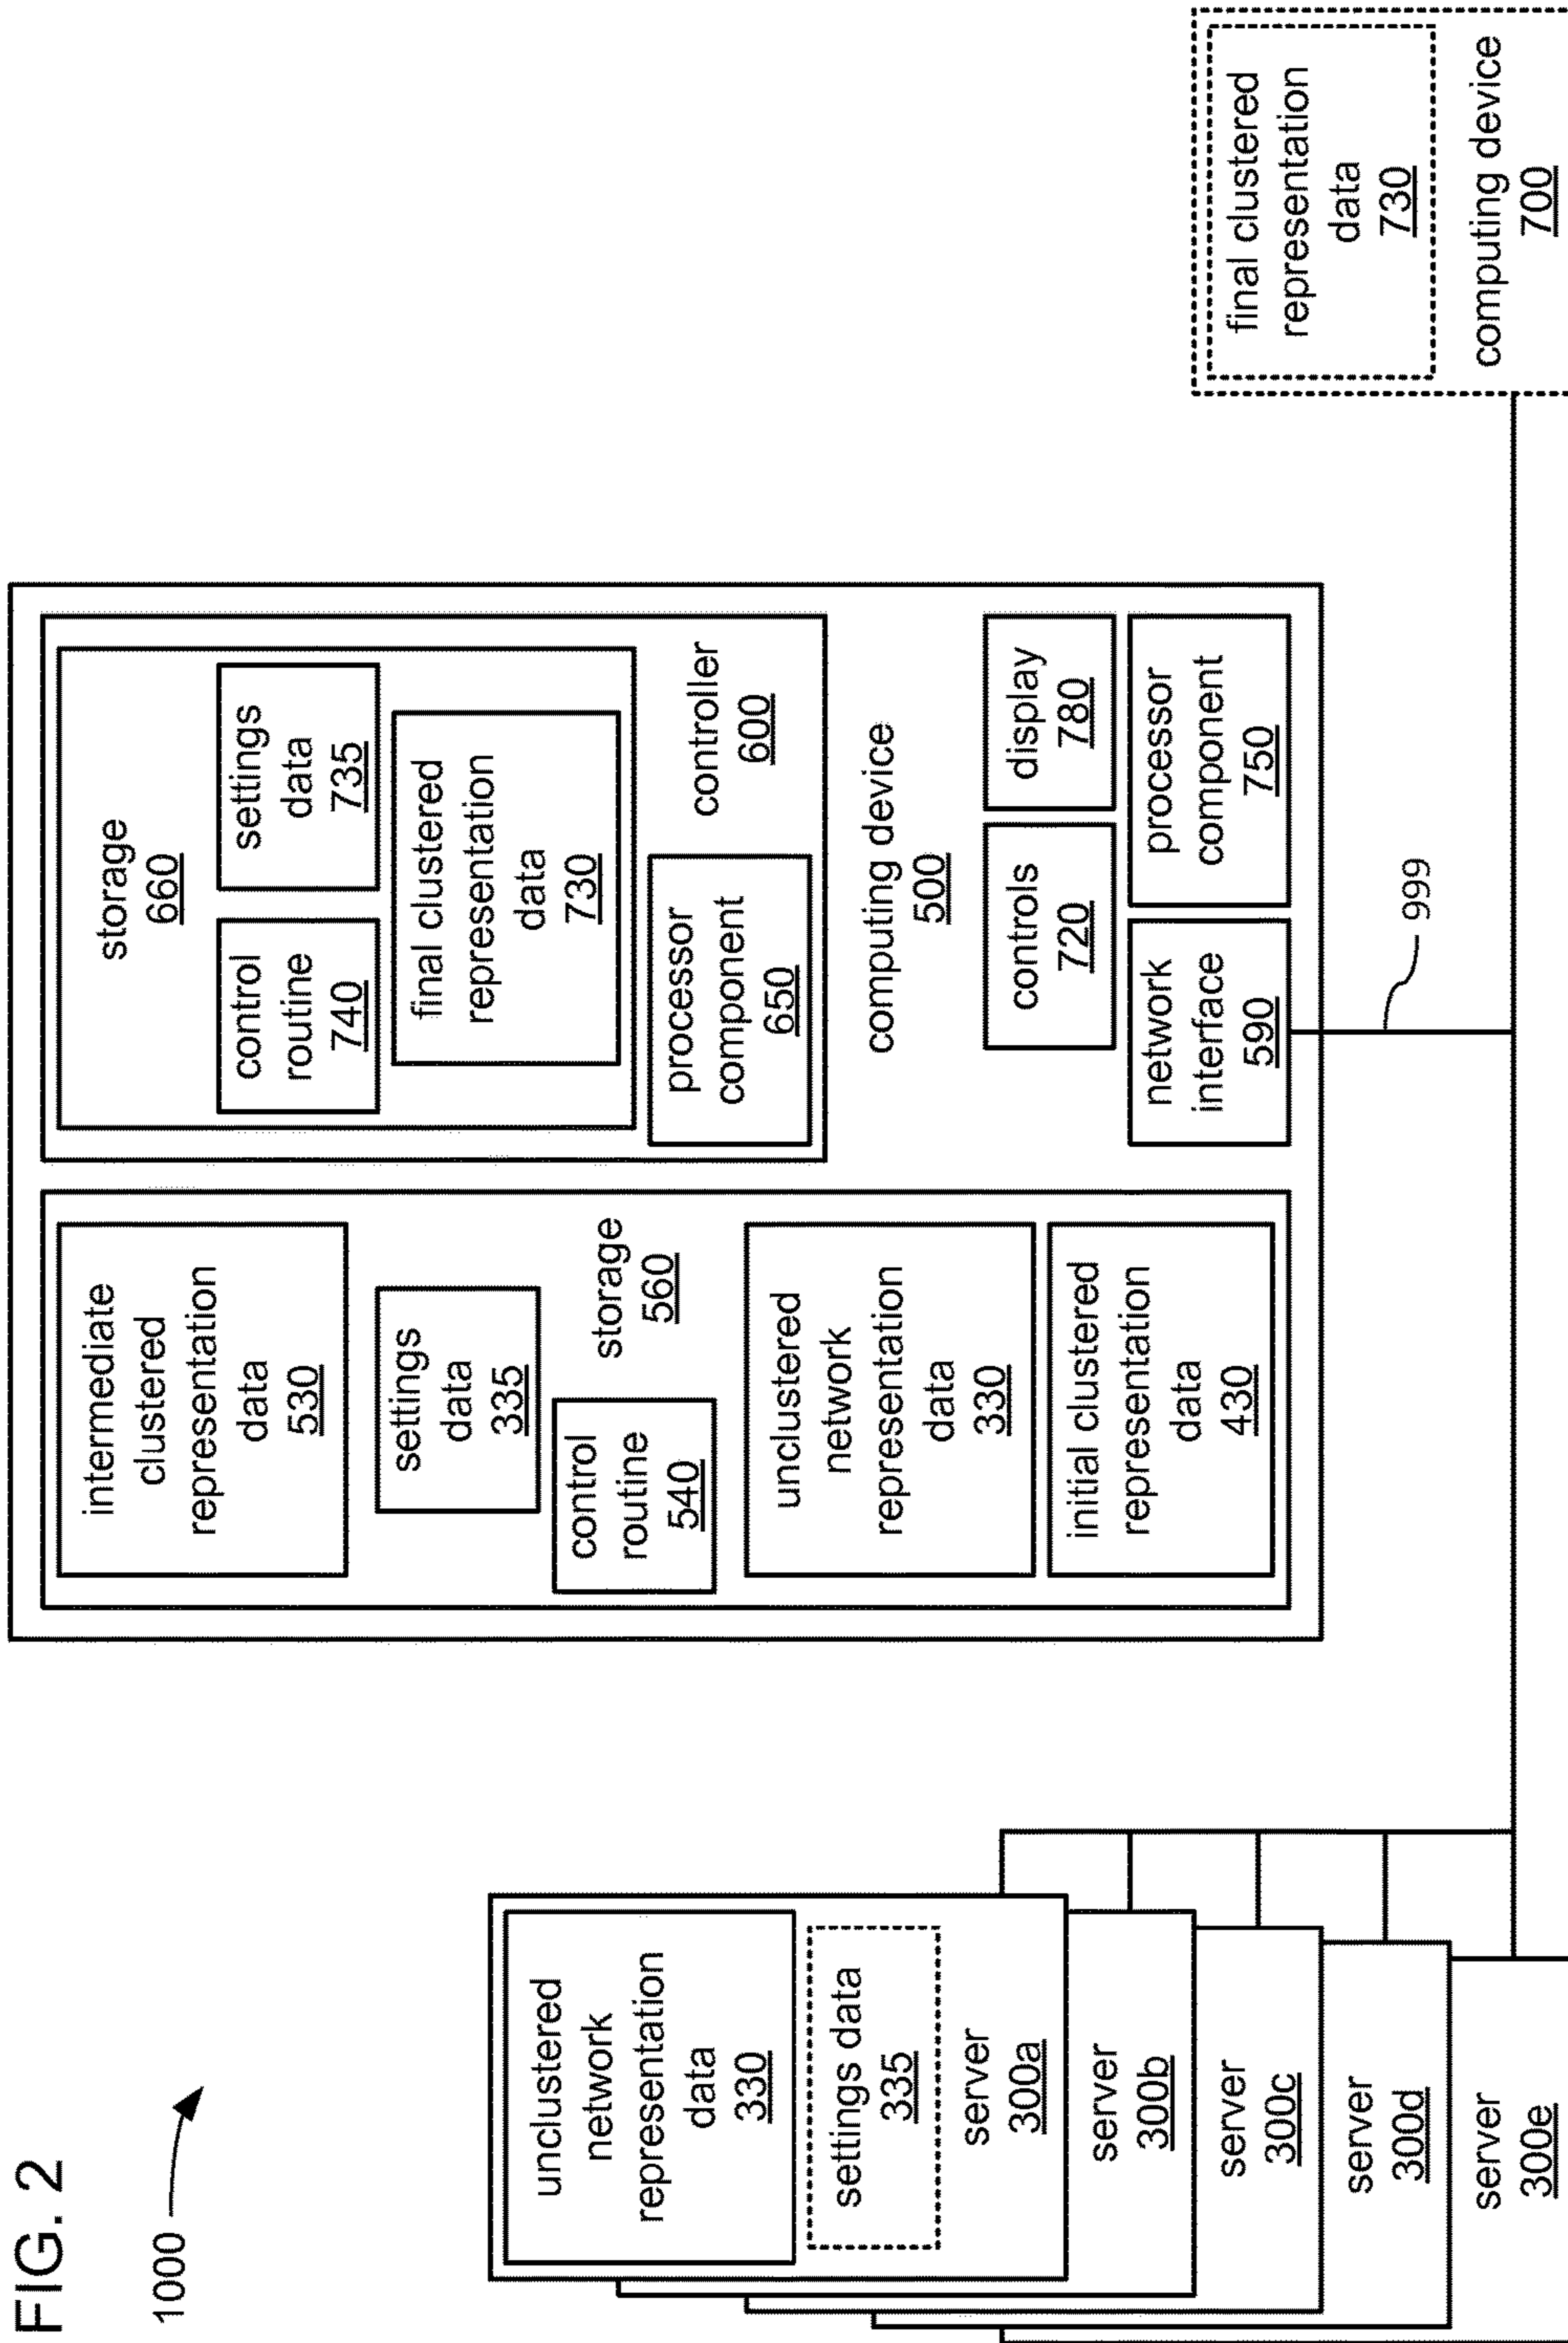 FIG. 2
1000
unclustered
network
representation
data
330
settings data
335
server
300a
server
300b
server
300c
server
300d
server
300e
intermediate
clustered
representation
data
530
settings
data
335
control
routine
540
storage
560
unclustered
network
representation
data
330
initial clustered
representation
data
430
storage
660
control
routine
740
settings
data
735
final clustered
representation
data
730
processor
component
650
controller
600
computing device
500
controls
720
display
780
network
interface
590
processor
component
750
999
final clustered
representation
data
730
computing device
700